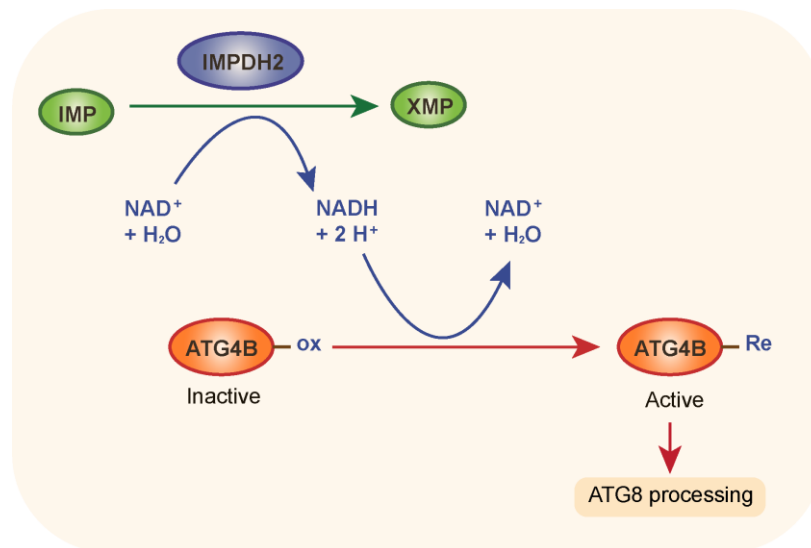 IMPDH2
IMP
XMP
NAD⁺
+ H₂O
NADH
+ 2 H⁺
NAD⁺
+ H₂O
ATG4B
ox
ATG4B
Re
Inactive
Active
ATG8 processing